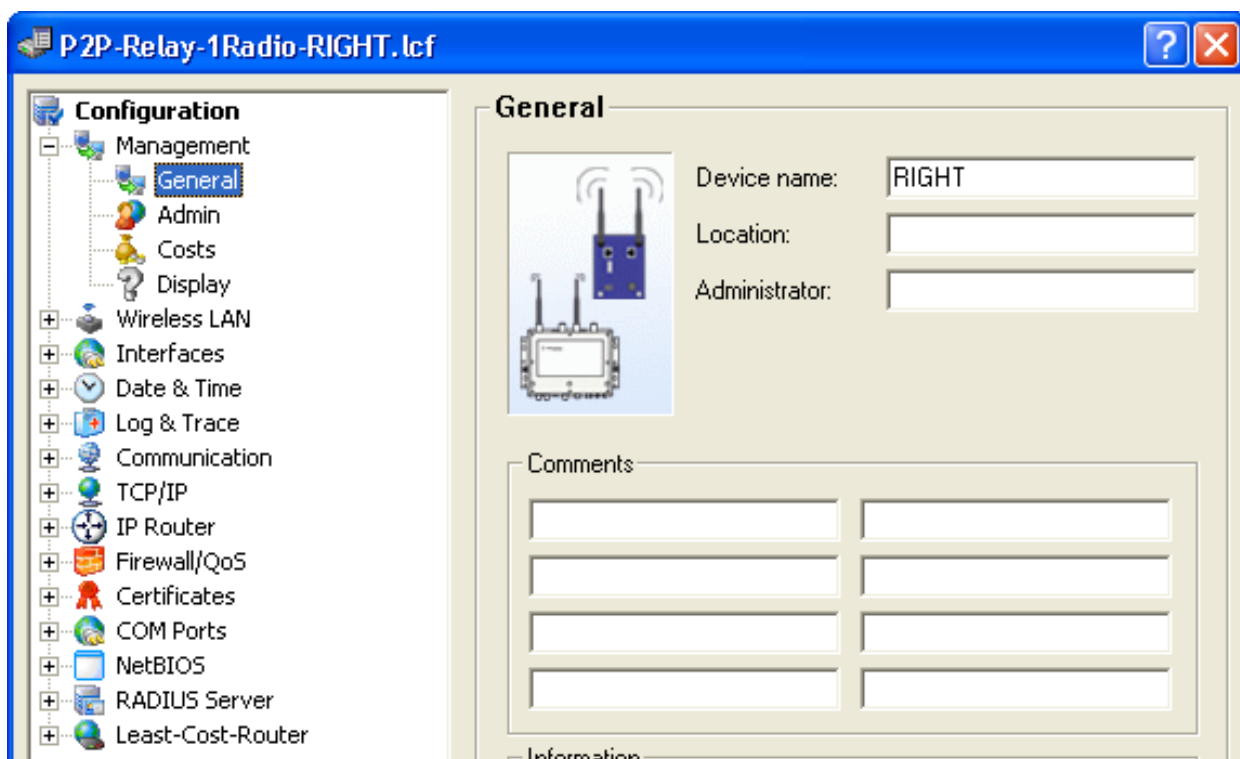 P2P-Relay-1Radio-RIGHT.lcf
Configuration
Management
General
Admin
Costs
Display
Wireless LAN
Interfaces
Date & Time
Log & Trace
Communication
TCP/IP
IP Router
Firewall/QoS
Certificates
COM Ports
NetBIOS
RADIUS Server
Least-Cost-Router
General
Device name: RIGHT
Location:
Administrator:
Comments
Information